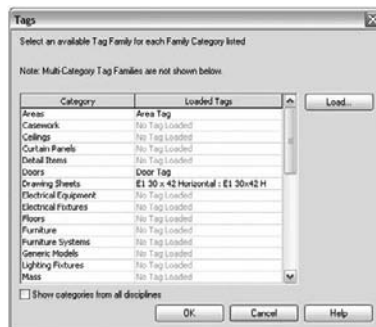 Tags
Select an available Tag Family for each Family Category listed
Note: Multi-Category Tag Families are not shown below
Category Loaded Tags
Load...
Areas Area Tag
Casework No Tag Loaded
Ceilings No Tag Loaded
Curtain Panels No Tag Loaded
Detail Items No Tag Loaded
Doors Door Tag
Drawing Sheets E1 30 x 42 Horizontal : E1 30x42 H
Electrical Equipment No Tag Loaded
Electrical Fixtures No Tag Loaded
Floors No Tag Loaded
Furniture No Tag Loaded
Furniture Systems No Tag Loaded
Generic Models No Tag Loaded
Lighting Fixtures No Tag Loaded
Mass No Tag Loaded
Show categories from all disciplines
OK Cancel Help